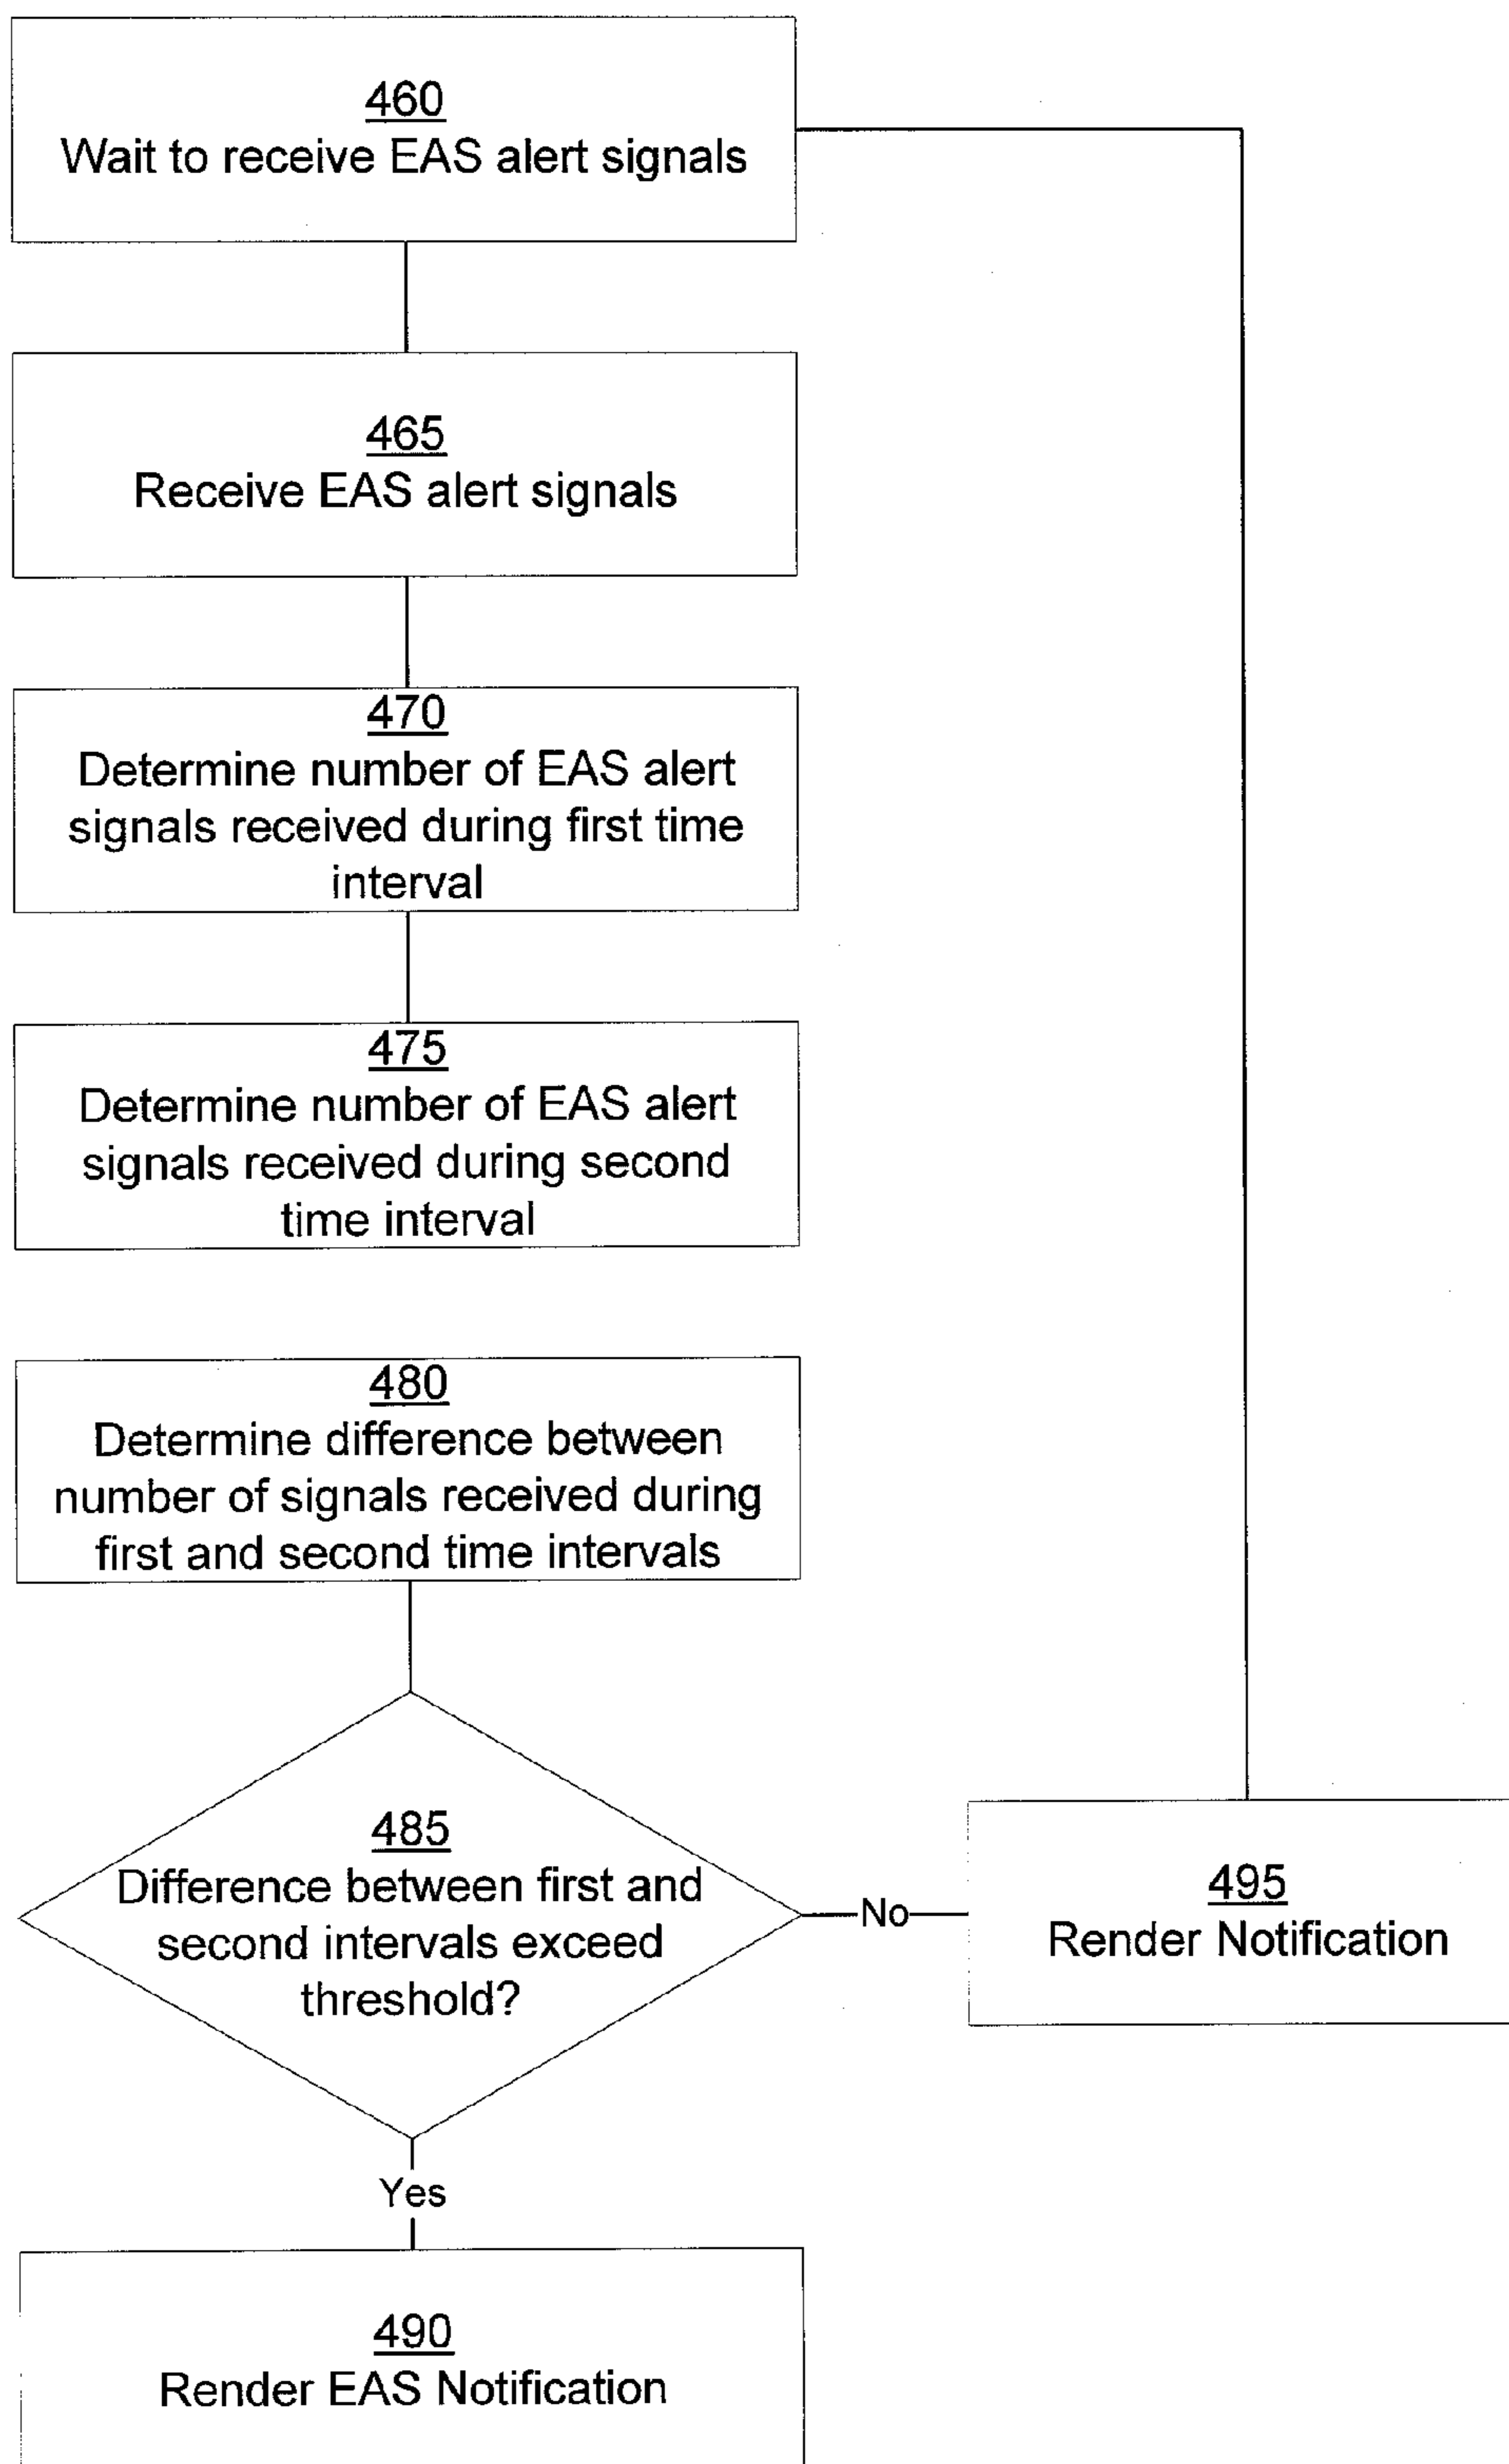 460
Wait to receive EAS alert signals
465
Receive EAS alert signals
470
Determine number of EAS alert
signals received during first time
interval
475
Determine number of EAS alert
signals received during second
time interval
480
Determine difference between
number of signals received during
first and second time intervals
485
Difference between first and
second intervals exceed
threshold?
No
495
Render Notification
Yes
490
Render EAS Notification